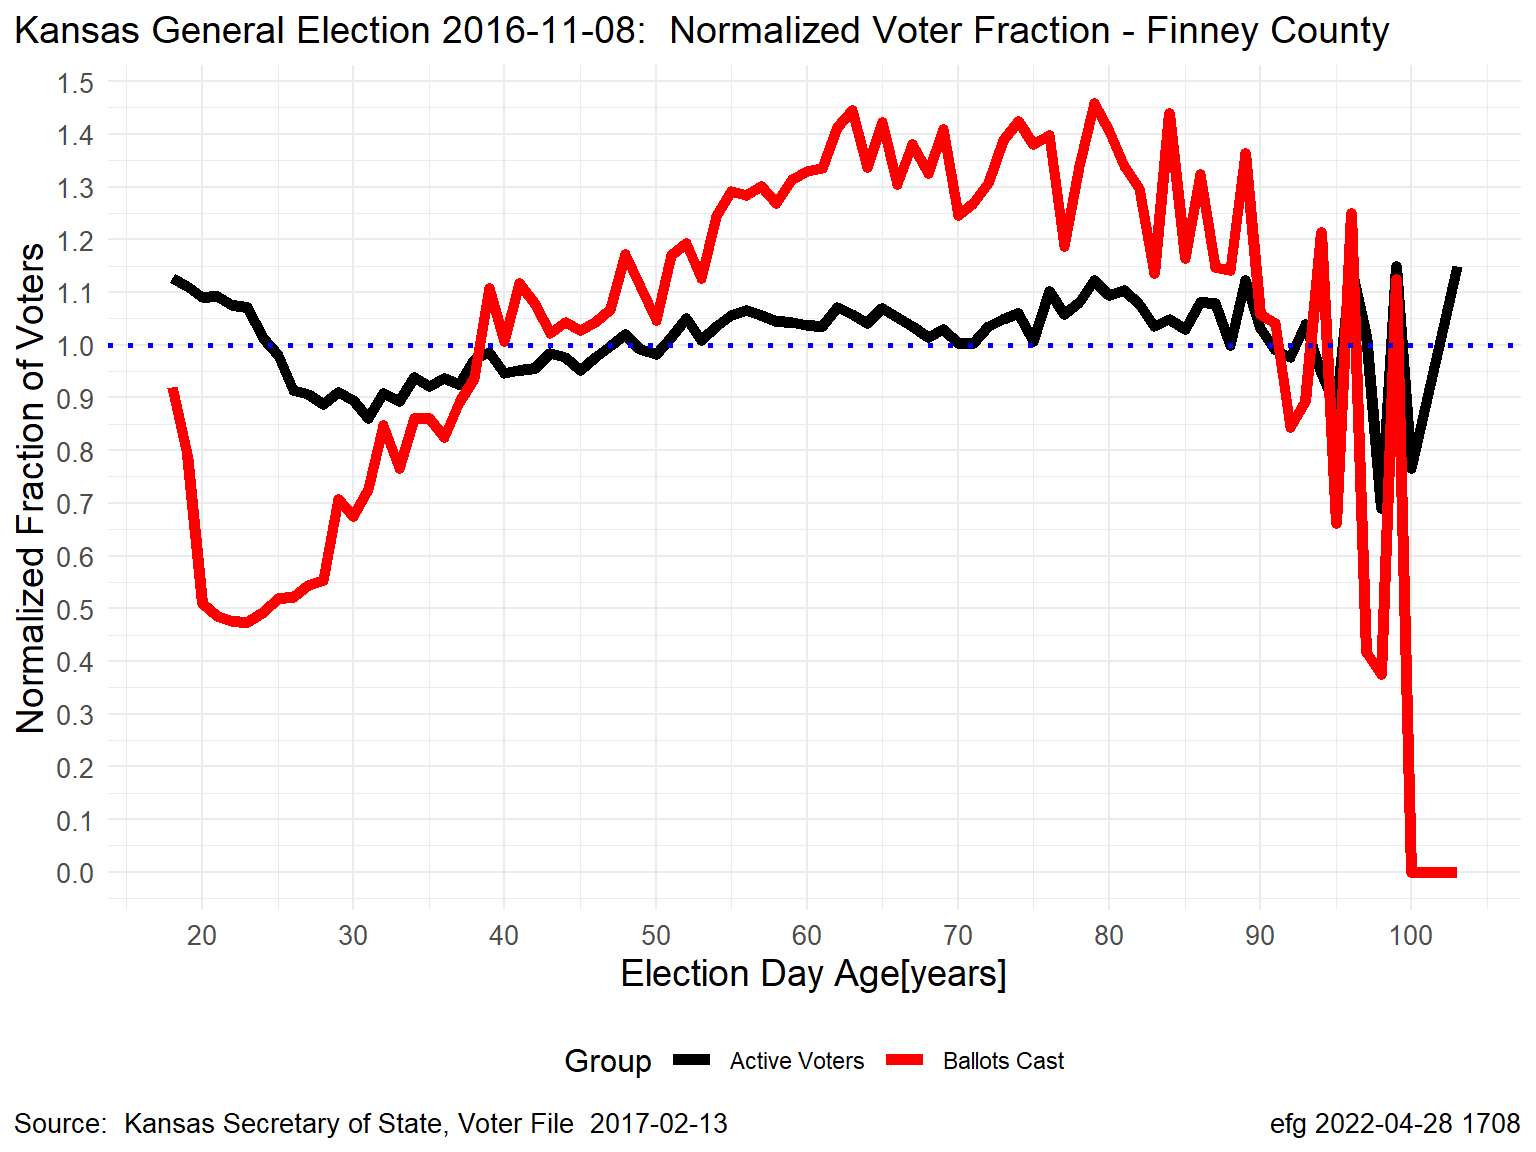 Kansas General Election 2016-11-08:  Normalized Voter Fraction - Finney County
Normalized Fraction of Voters
1.5
1.4
1.3
1.2
1.1
1.0
0.9
0.8
0.7
0.6
0.5
0.4
0.3
0.2
0.1
0.0
20 30 40 50 60 70 80 90 100
Election Day Age[years]
Group Active Voters Ballots Cast
Source:  Kansas Secretary of State, Voter File  2017-02-13
efg 2022-04-28 1708